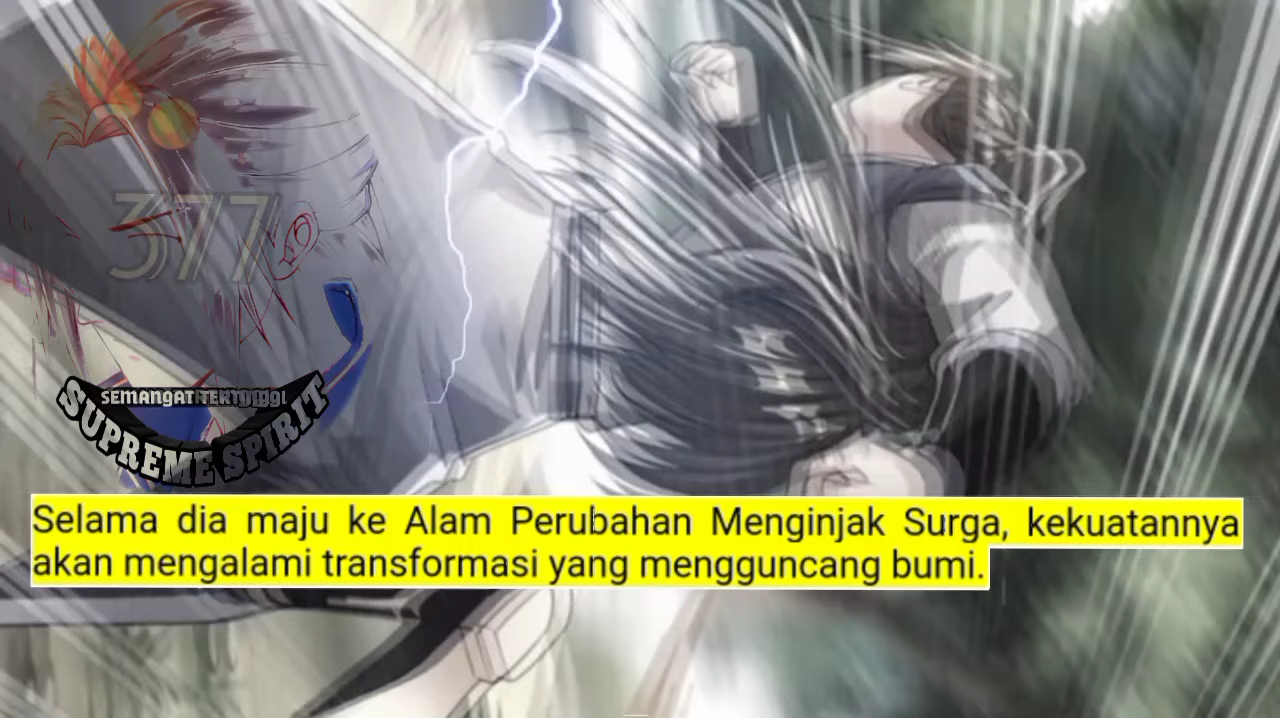 377
SEMANGAT
SUPREME SPIRIT
Selama dia maju ke Alam Perubahan Menginjak Surga, kekuatannya
akan mengalami transformasi yang mengguncang bumi.